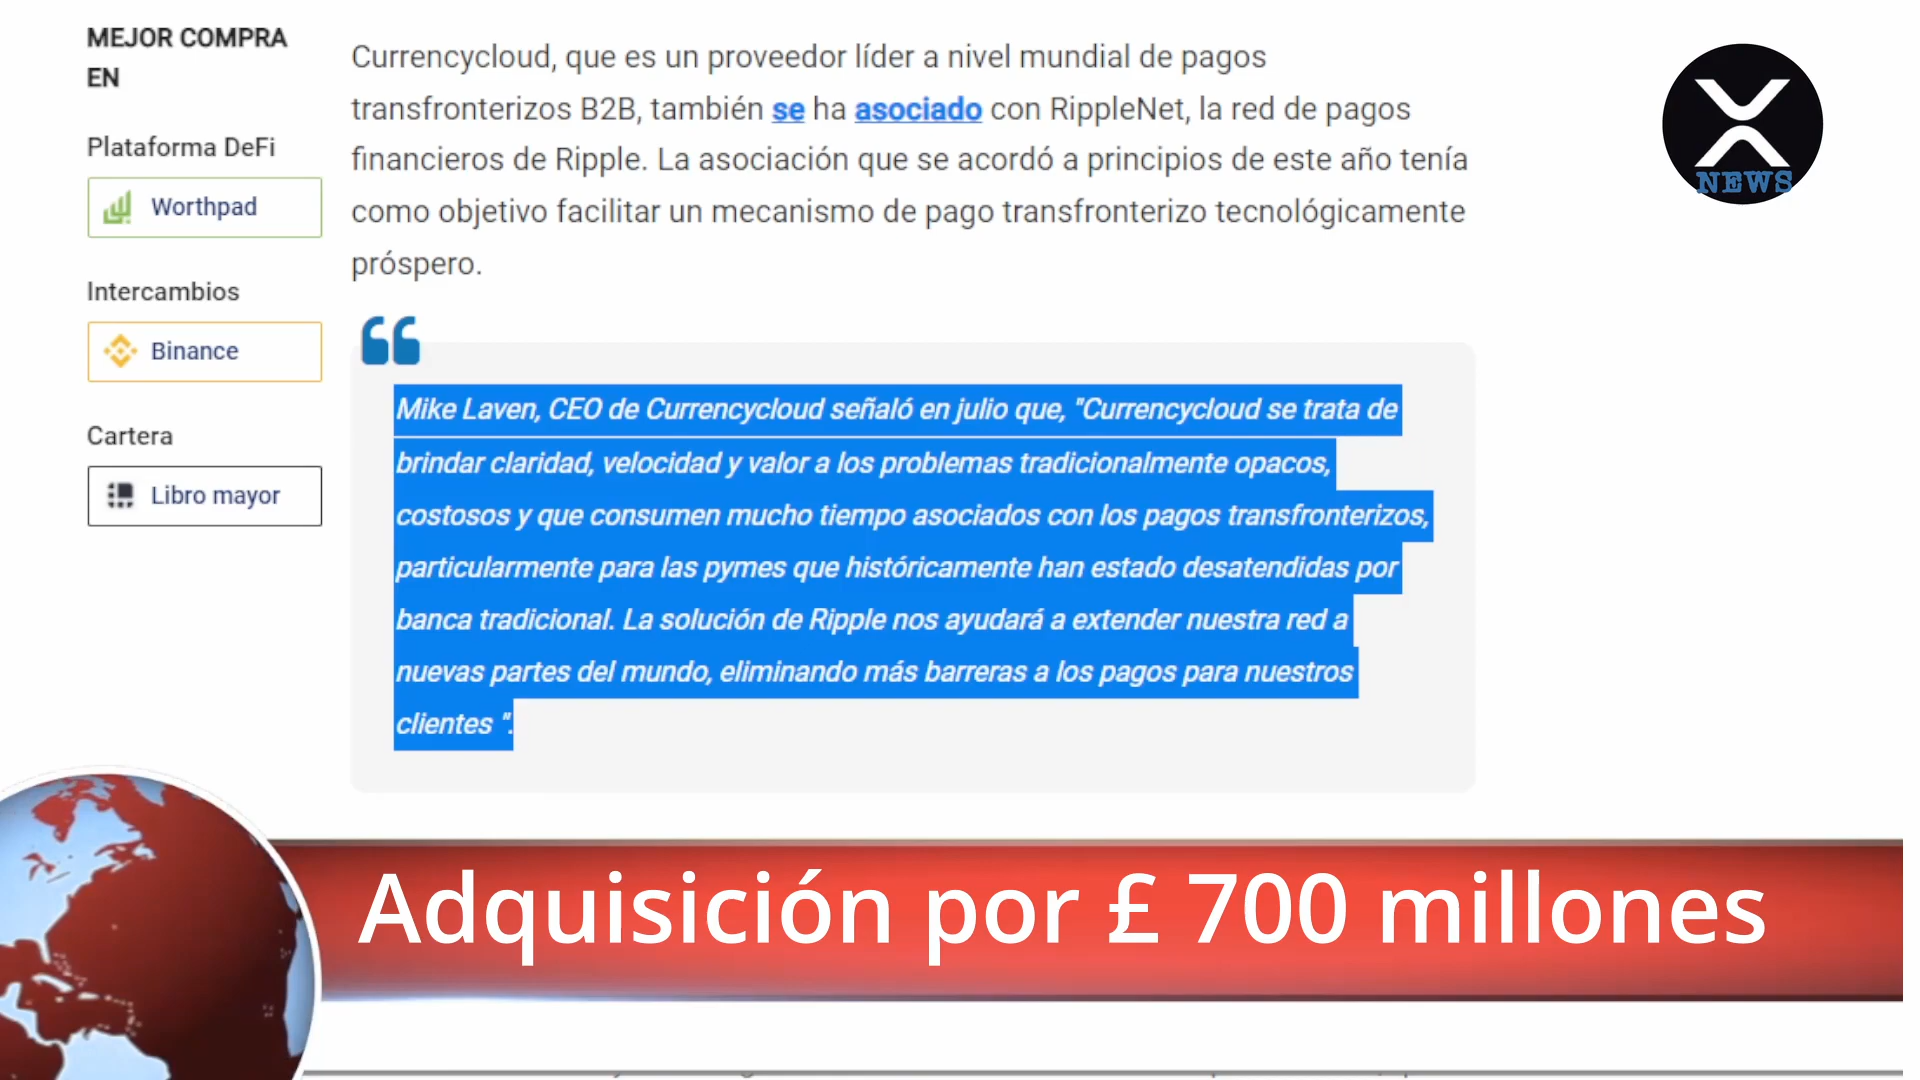 MEJOR COMPRA
EN
Plataforma DeFi
Worthpad
Intercambios
Binance
Cartera
Libro mayor
Currencycloud, que es un proveedor líder a nivel mundial de pagos
transfronterizos B2B, también se ha asociado con RippleNet, la red de pagos
financieros de Ripple. La asociación que se acordó a principios de este año tenía
como objetivo facilitar un mecanismo de pago transfronterizo tecnológicamente
próspero.
Mike Laven, CEO de Currencycloud señaló en julio que, "Currencycloud se trata de
brindar claridad, velocidad y valor a los problemas tradicionalmente opacos,
costosos y que consumen mucho tiempo asociados con los pagos transfronterizos,
particularmente para las pymes que históricamente han estado desatendidas por
banca tradicional. La solución de Ripple nos ayudará a extender nuestra red a
nuevas partes del mundo, eliminando más barreras a los pagos para nuestros
clientes ".
NEWS
Adquisición por £ 700 millones